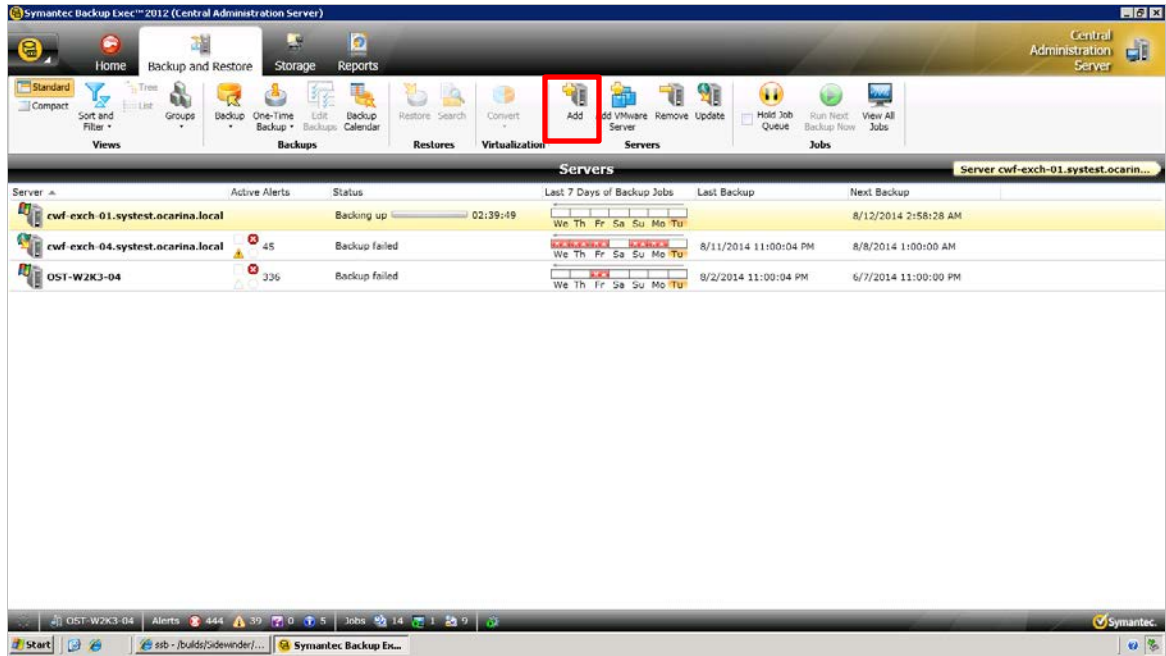 Symantec Backup Exec™ 2012 (Central Administration Server)
Home Backup and Restore Storage Reports
Central Administration Server
Standard
Compact
Sort and Filter
Tree
List
Groups
Backup
One-Time Backup
Edit Backups
Backup Calendar
Restore
Search
Convert
Add
dd VMware Server
Remove
Update
Hold Job Queue
Run Next Backup Now
View All Jobs
Views Backups Restores Virtualization Servers Jobs
Servers
Server cwf-exch-01.systest.ocarin...
Server Active Alerts Status Last 7 Days of Backup Jobs Last Backup Next Backup
cwf-exch-01.systest.ocarina.local Backing up 02:39:49 8/12/2014 2:58:28 AM
We Th Fr Sa Su Mo Tu
cwf-exch-04.systest.ocarina.local 45 Backup failed 8/11/2014 11:00:04 PM 8/8/2014 1:00:00 AM
We Th Fr Sa Su Mo Tu
OST-W2K3-04 336 Backup failed 8/2/2014 11:00:04 PM 6/7/2014 11:00:00 PM
We Th Fr Sa Su Mo Tu
OST-W2K3-04 Alerts 444 39 0 5 Jobs 14 1 9
Symantec.
Start ssb - /builds/Sidewinder/... Symantec Backup Ex...